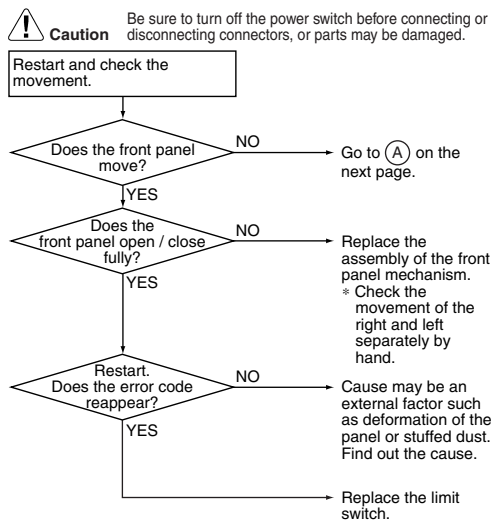 Caution
Be sure to turn off the power switch before connecting or
disconnecting connectors, or parts may be damaged.
Restart and check the
movement.
Does the front panel
move?
NO
Go to A on the
next page.
YES
Does the
front panel open / close
fully?
NO
Replace the
assembly of the front
panel mechanism.
* Check the
movement of the
right and left
separately by
hand.
YES
Restart.
Does the error code
reappear?
NO
Cause may be an
external factor such
as deformation of the
panel or stuffed dust.
Find out the cause.
YES
Replace the limit
switch.